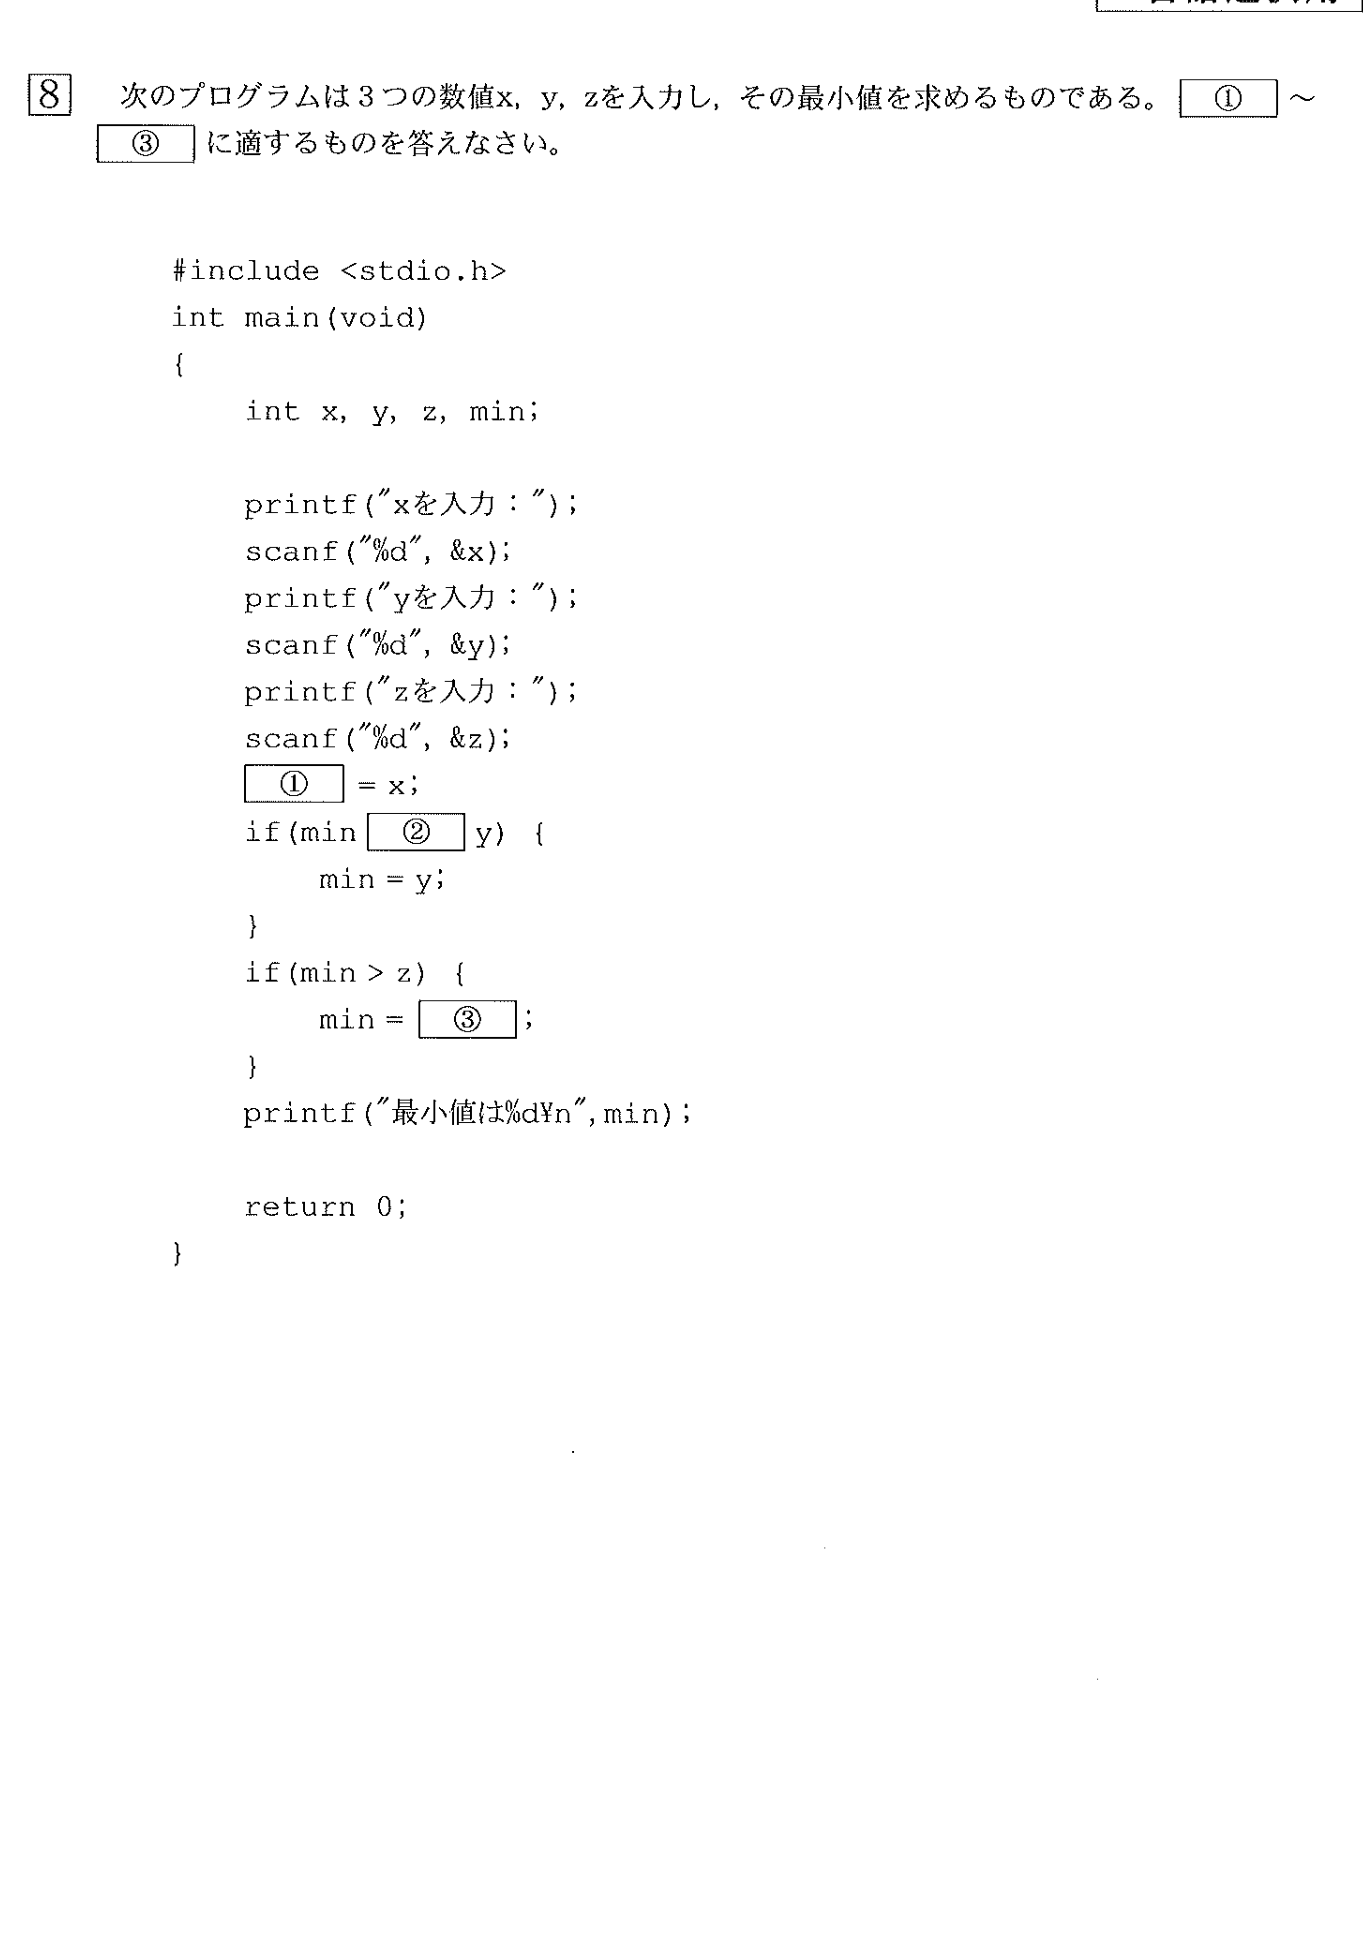 8 次のプログラムは3つの数値x, y, zを入力し, その最小値を求めるものである。 ① ～
③ に適するものを答えなさい。
#include <stdio.h>
int main(void)
{
int x, y, z, min;
printf("xを入力：");
scanf("%d", &x);
printf("yを入力：");
scanf("%d", &y);
printf("zを入力：");
scanf("%d", &z);
① = x;
if(min ② y) {
min = y;
}
if(min > z) {
min = ③ ;
}
printf("最小値は%d¥n",min);
return 0;
}